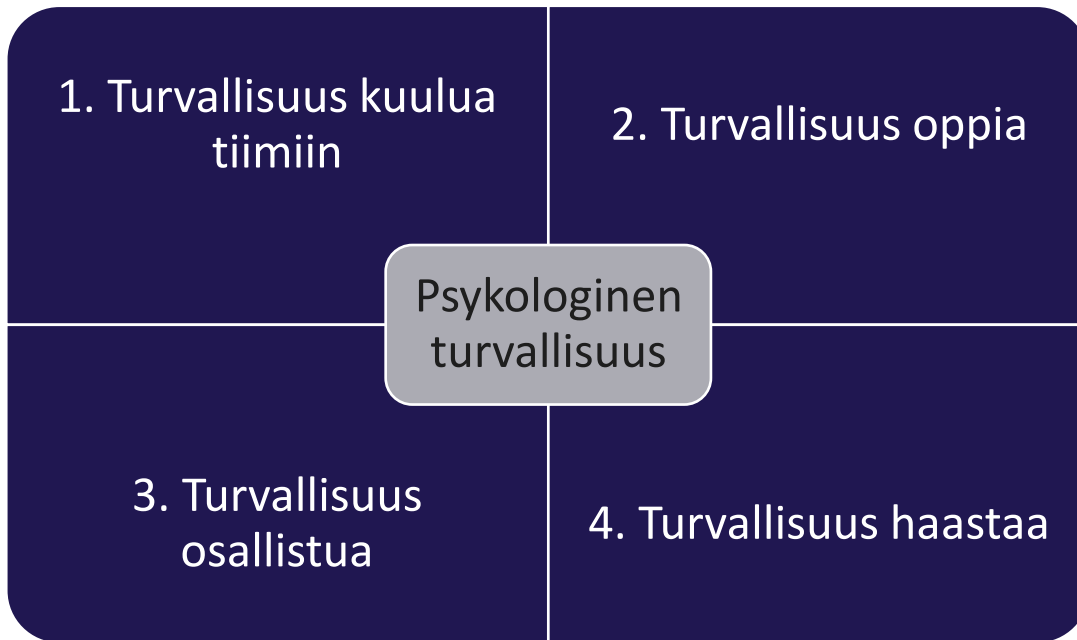 1. Turvallisuus kuulua
tiimiin
2. Turvallisuus oppia
Psykologinen
turvallisuus
3. Turvallisuus
osallistua
4. Turvallisuus haastaa